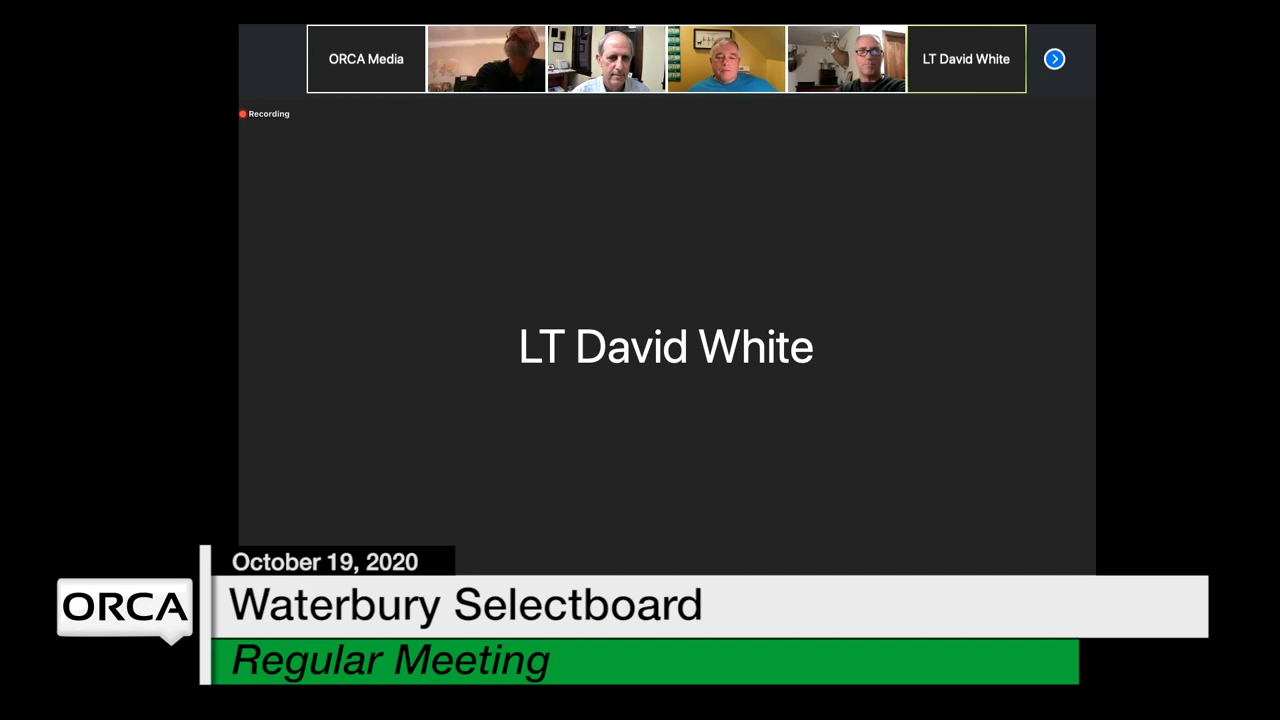 ORCA Media
LT David White
Recording
LT David White
October 19, 2020
ORCA
Waterbury Selectboard
Regular Meeting